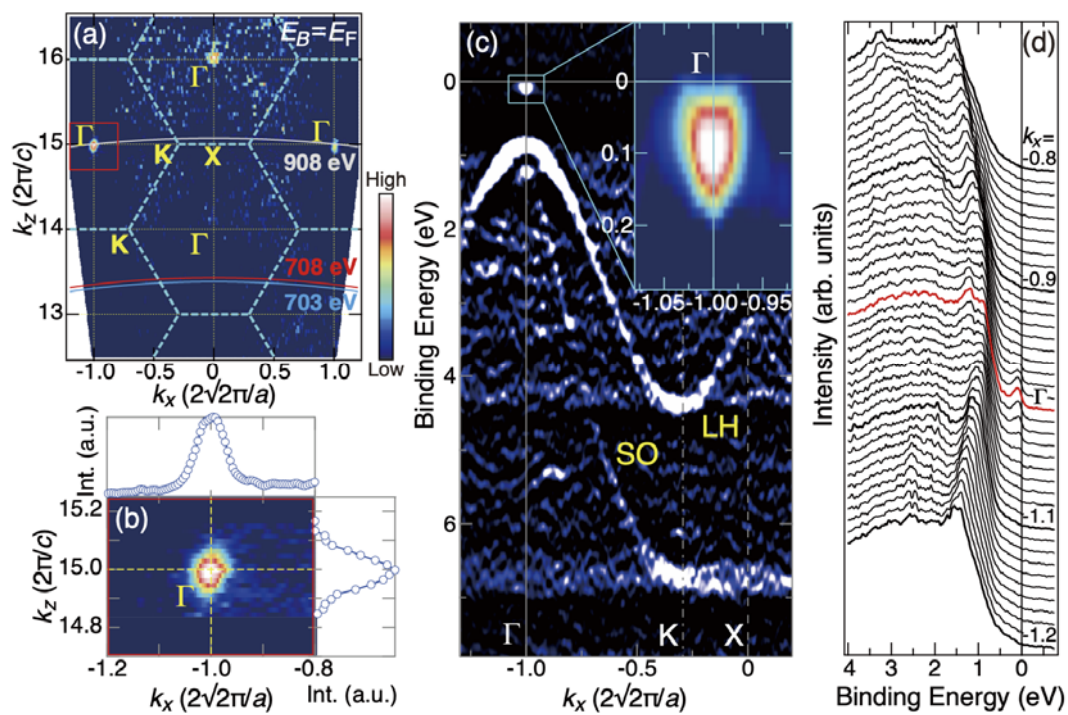 (a)
E_B=E_F
16
15
14
13
k_z (2π/c)
Γ
Γ
Γ
K
X
908 eV
K
Γ
708 eV
703 eV
High
Low
-1.0
-0.5
0.0
0.5
1.0
k_x (2√2π/a)
Int. (a.u.)
(b)
15.2
15.0
14.8
k_z (2π/c)
Γ
-1.2
-1.0
-0.8
k_x (2√2π/a)
Int. (a.u.)
(c)
0
2
4
6
Binding Energy (eV)
Γ
0
0.1
0.2
-1.05
-1.00
-0.95
SO
LH
Γ
K
X
-1.0
-0.5
0
k_x (2√2π/a)
(d)
k_x=
-0.8
-0.9
Γ
-1.1
-1.2
Intensity (arb. units)
4
3
2
1
0
Binding Energy (eV)